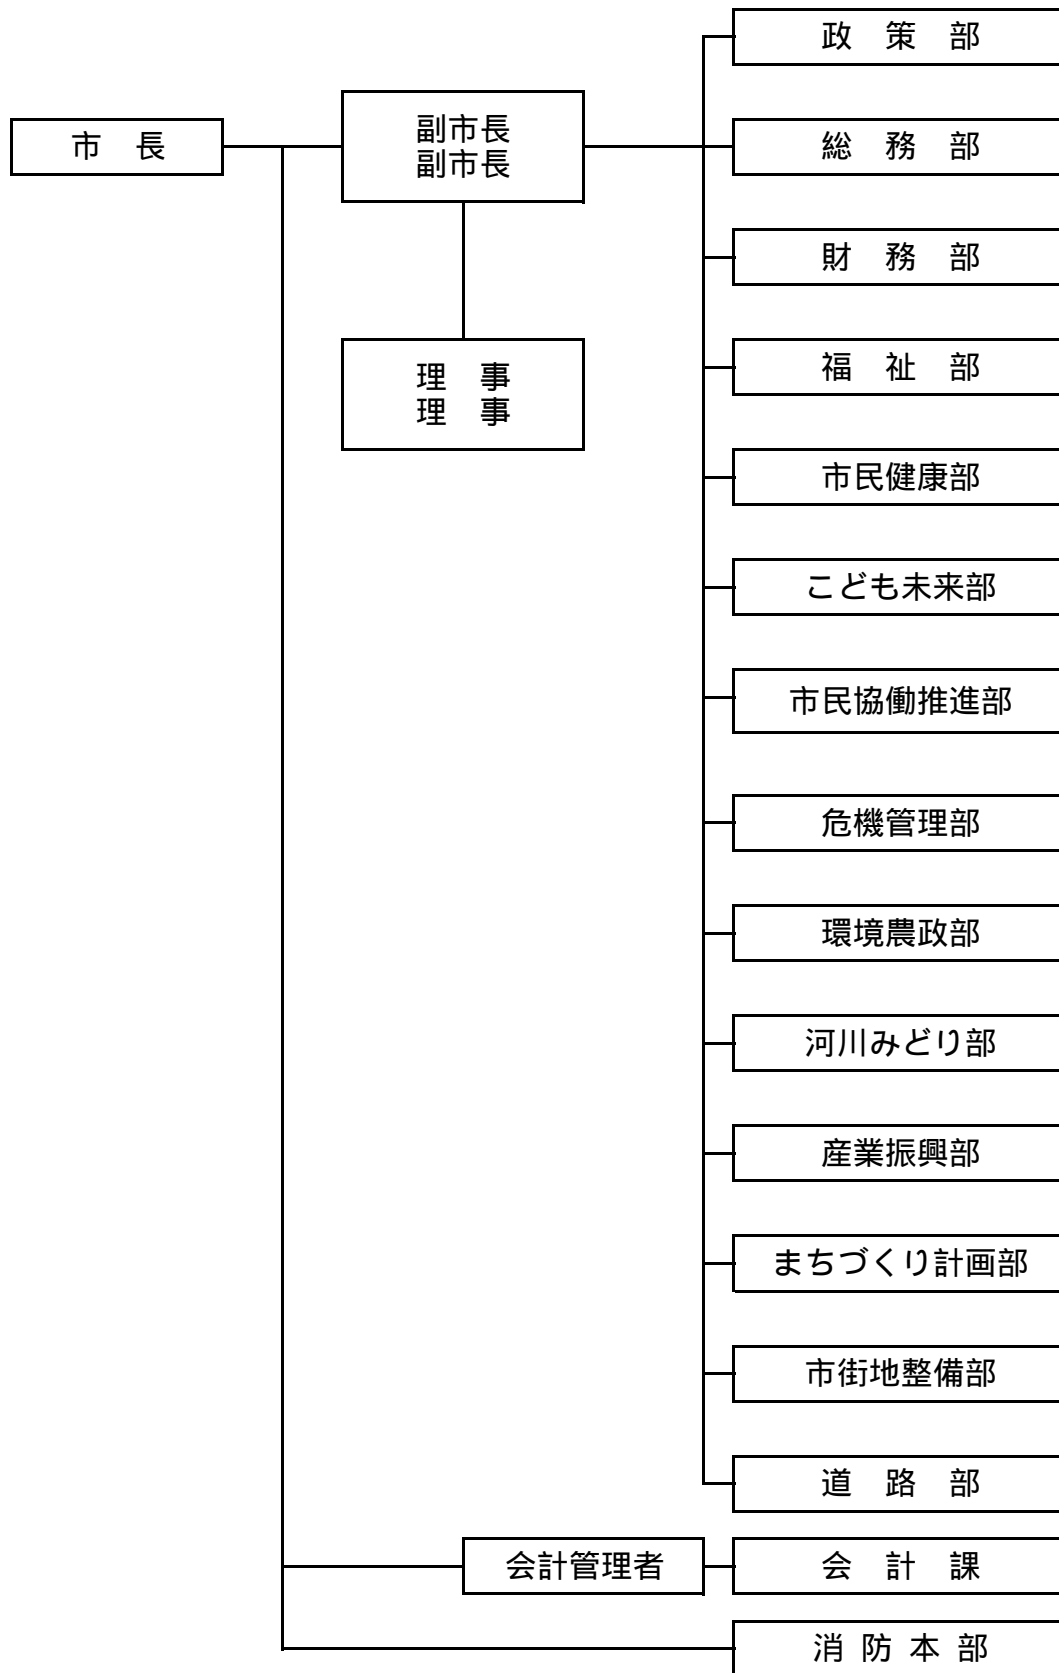 政　策　部
市　長
副市長
副市長
総　務　部
財　務　部
理　事
理　事
福　祉　部
市民健康部
こども未来部
市民協働推進部
危機管理部
環境農政部
河川みどり部
産業振興部
まちづくり計画部
市街地整備部
道　路　部
会計管理者
会　計　課
消 防 本 部